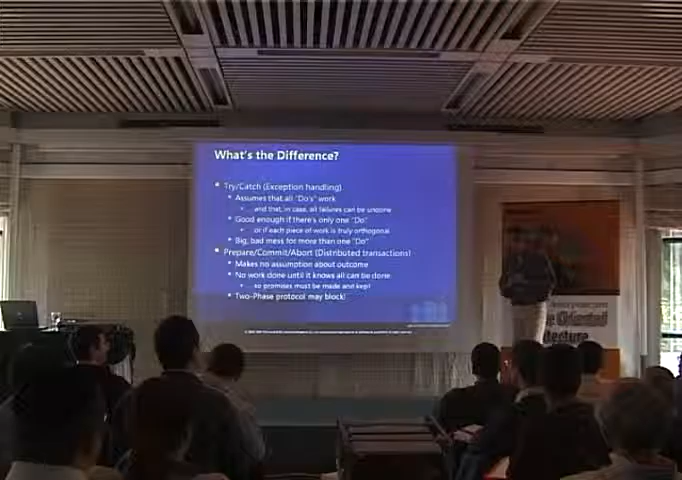 What's the Difference?
Try/Catch (Exception handling)
Assumes that all "Do's" work
... and that, in case, all failures can be undone
Good enough if there's only one "Do"
... or if each piece of work is truly orthogonal
Big, bad mess for more than one "Do"
Prepare/Commit/Abort (Distributed transactions)
Makes no assumption about outcome
No work done until it knows all can be done
... so promises must be made and kept!
Two-Phase protocol may block!
Oriented